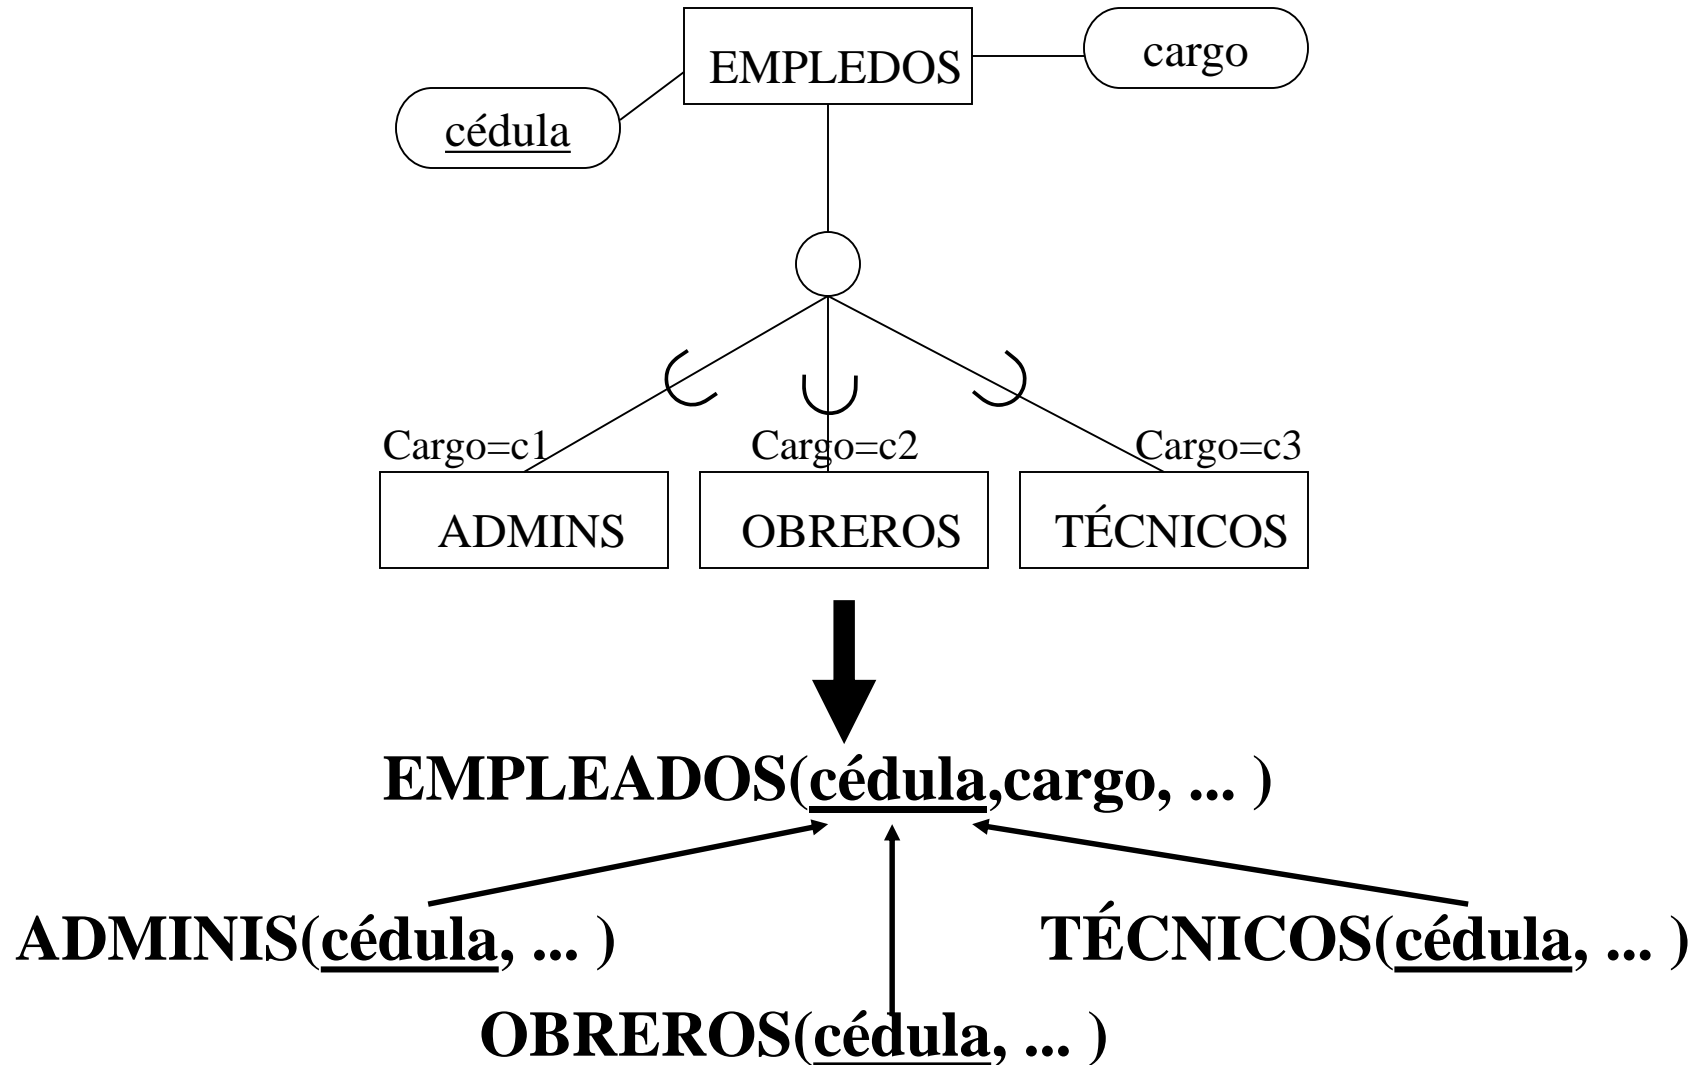 EMPLEDOS
cargo
cédula
Cargo=c1
Cargo=c2
Cargo=c3
ADMINS
OBREROS
TÉCNICOS
EMPLEADOS(cédula,cargo, ... )
ADMINIS(cédula, ... )
TÉCNICOS(cédula, ... )
OBREROS(cédula, ... )